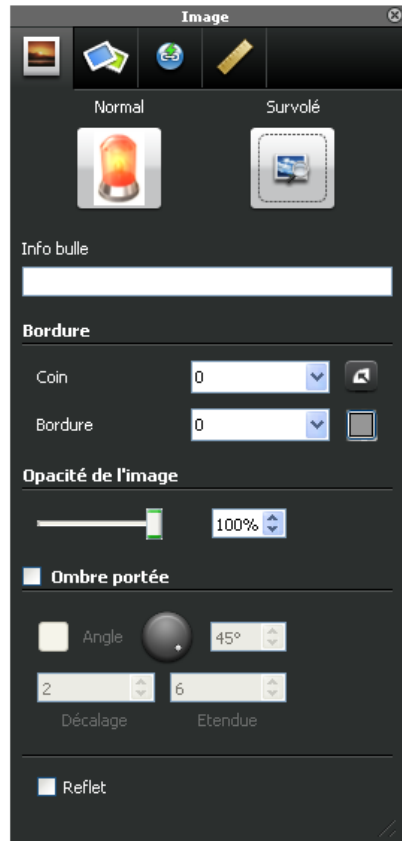 Image
Normal Survolé
Info bulle
Bordure
Coin 0
Bordure 0
Opacité de l'image
100%
Ombre portée
Angle 45°
2 6
Décalage Etendue
Reflet